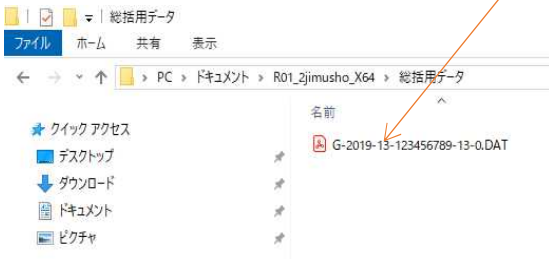 総括用データ
ファイル ホーム 共有 表示
PC › ドキュメント › R01_2jimusho_X64 › 総括用データ
名前
クイック アクセス
G-2019-13-123456789-13-0.DAT
デスクトップ
ダウンロード
ドキュメント
ピクチャ